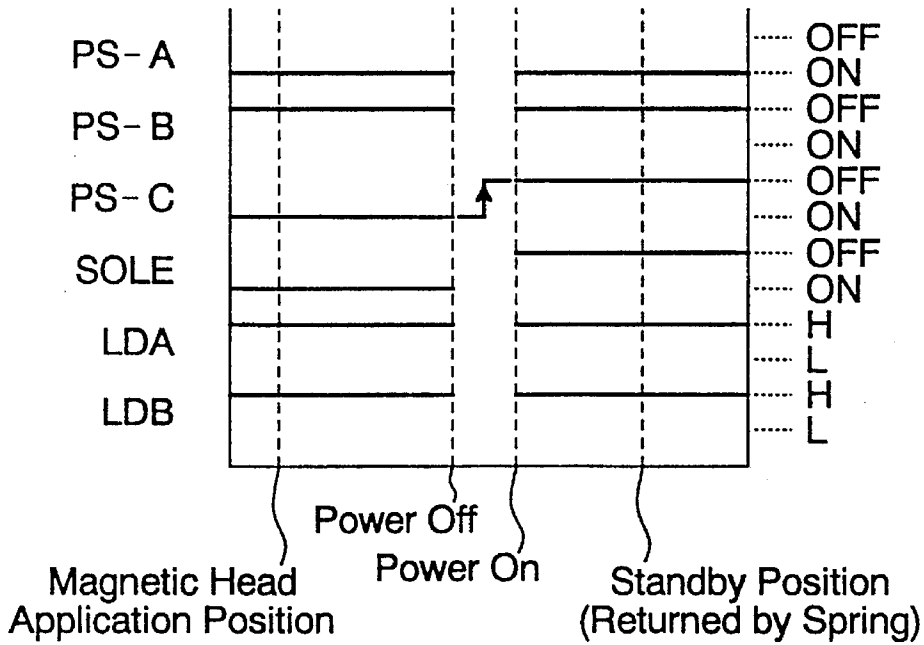 PS-A
OFF
ON
PS-B
OFF
ON
PS-C
OFF
ON
SOLE
OFF
ON
LDA
H
L
LDB
H
L
Power Off
Power On
Magnetic Head
Application Position
Standby Position
(Returned by Spring)